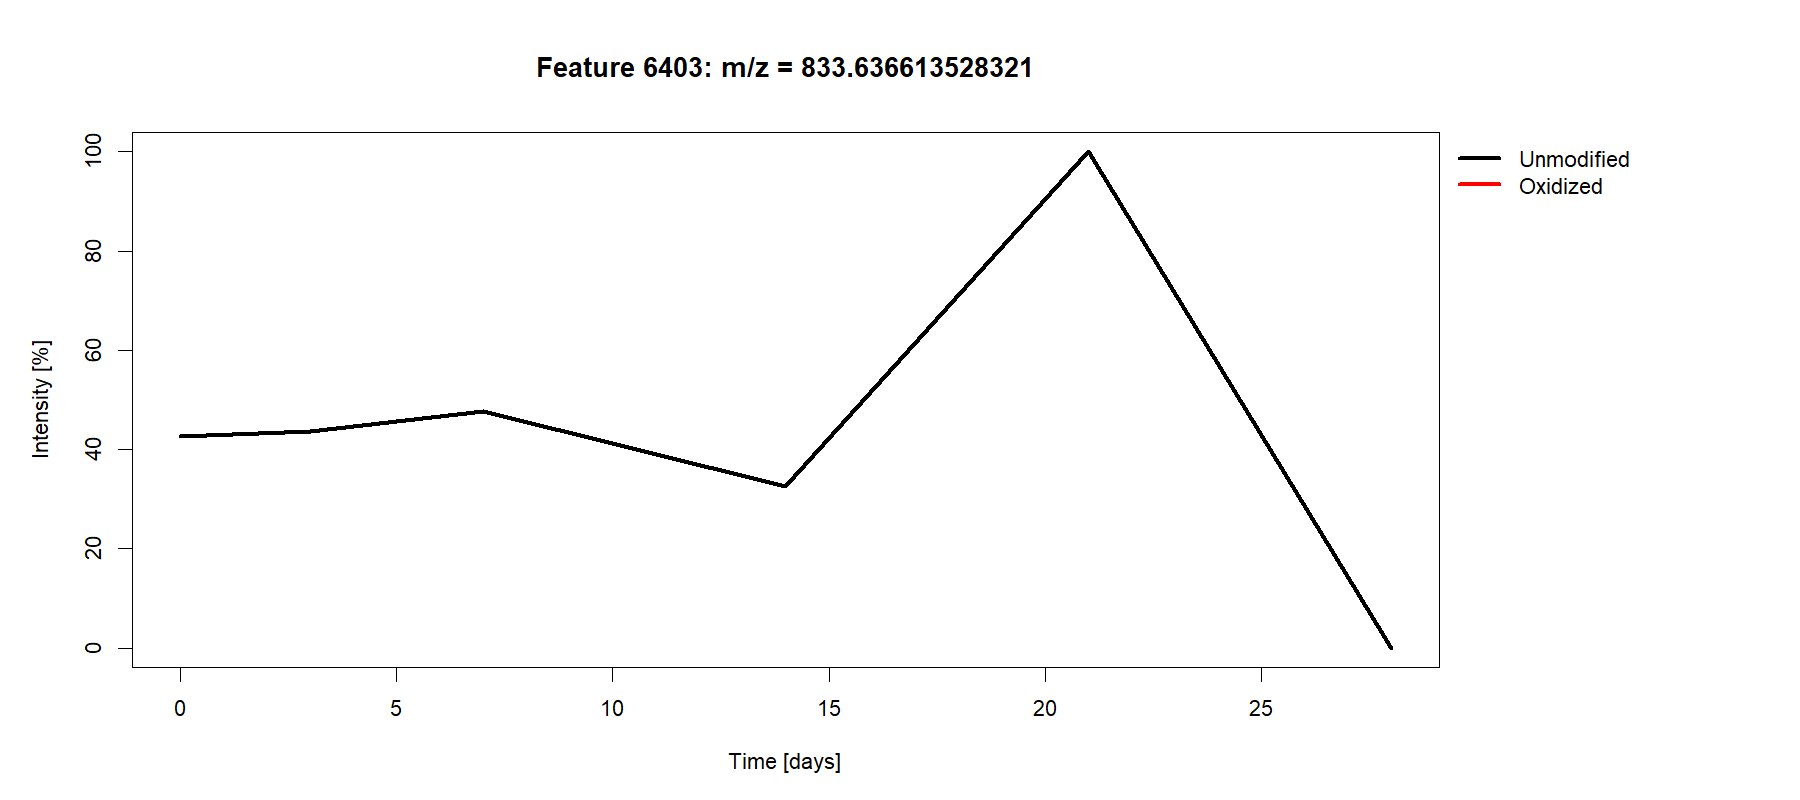 Feature 6403: m/z = 833.636613528321
Unmodified
Oxidized
Intensity [%]
100
80
60
40
20
0
0 5 10 15 20 25
Time [days]